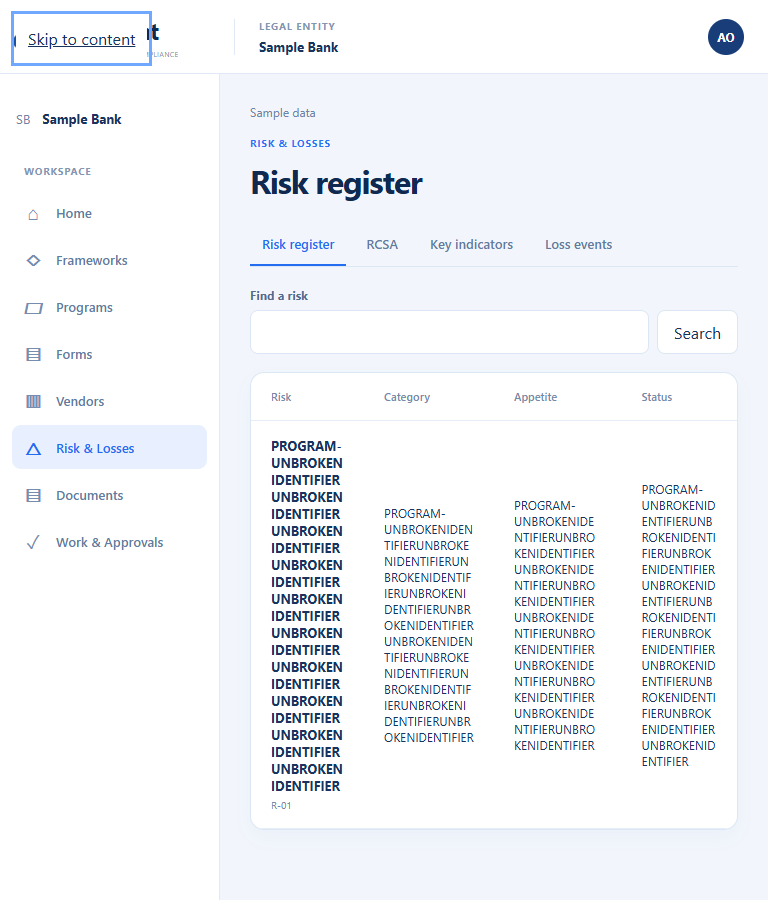 Skip to content
LEGAL ENTITY
Sample Bank
AO
SB Sample Bank
WORKSPACE
Home
Frameworks
Programs
Forms
Vendors
Risk & Losses
Documents
Work & Approvals
Sample data
RISK & LOSSES
Risk register
Risk register RCSA Key indicators Loss events
Find a risk
Search
Risk Category Appetite Status
PROGRAM-
UNBROKEN
IDENTIFIER
UNBROKEN
IDENTIFIER
UNBROKEN
IDENTIFIER
UNBROKEN
IDENTIFIER
UNBROKEN
IDENTIFIER
UNBROKEN
IDENTIFIER
UNBROKEN
IDENTIFIER
UNBROKEN
IDENTIFIER
UNBROKEN
IDENTIFIER
UNBROKEN
IDENTIFIER
R-01
PROGRAM-
UNBROKENIDEN
TIFIERUNBROKE
NIDENTIFIERUN
BROKENIDENTIF
IERUNBROKENI
DENTIFIERUNBR
OKENIDENTIFIER
UNBROKENIDEN
TIFIERUNBROKE
NIDENTIFIERUN
BROKENIDENTIF
IERUNBROKENI
DENTIFIERUNBR
OKENIDENTIFIER
PROGRAM-
UNBROKENIDE
NTIFIERUNBRO
KENIDENTIFIER
UNBROKENIDE
NTIFIERUNBRO
KENIDENTIFIER
UNBROKENIDE
NTIFIERUNBRO
KENIDENTIFIER
UNBROKENIDE
NTIFIERUNBRO
KENIDENTIFIER
UNBROKENIDE
NTIFIERUNBRO
KENIDENTIFIER
PROGRAM-
UNBROKENID
ENTIFIERUNB
ROKENIDENTI
FIERUNBROK
ENIDENTIFIER
UNBROKENID
ENTIFIERUNB
ROKENIDENTI
FIERUNBROK
ENIDENTIFIER
UNBROKENID
ENTIFIERUNB
ROKENIDENTI
FIERUNBROK
ENIDENTIFIER
UNBROKENID
ENTIFIER